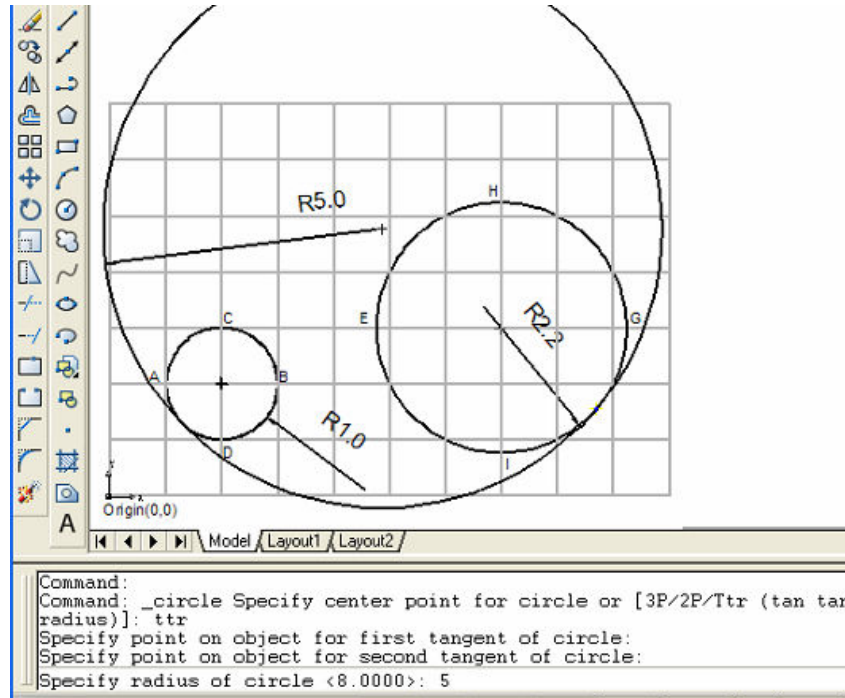 H
R5.0
R2.2
E
G
C
A
B
R1.0
D
I
Y
X
Origin(0,0)
A
Model Layout1 Layout2
Command:
Command: _circle Specify center point for circle or [3P/2P/Ttr (tan tan
radius)]: ttr
Specify point on object for first tangent of circle:
Specify point on object for second tangent of circle:
Specify radius of circle <8.0000>: 5